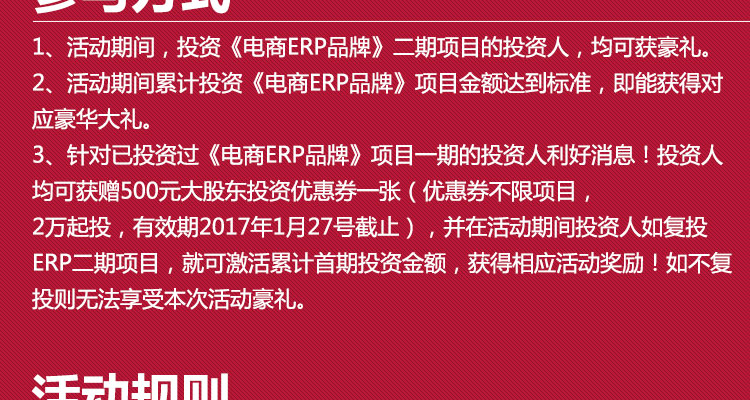 参与方式
1、活动期间，投资《电商ERP品牌》二期项目的投资人，均可获豪礼。
2、活动期间累计投资《电商ERP品牌》项目金额达到标准，即能获得对
应豪华大礼。
3、针对已投资过《电商ERP品牌》项目一期的投资人利好消息！投资人
均可获赠500元大股东投资优惠券一张（优惠券不限项目，
2万起投，有效期2017年1月27号截止），并在活动期间投资人如复投
ERP二期项目，就可激活累计首期投资金额，获得相应活动奖励！如不复
投则无法享受本次活动豪礼。
活动规则